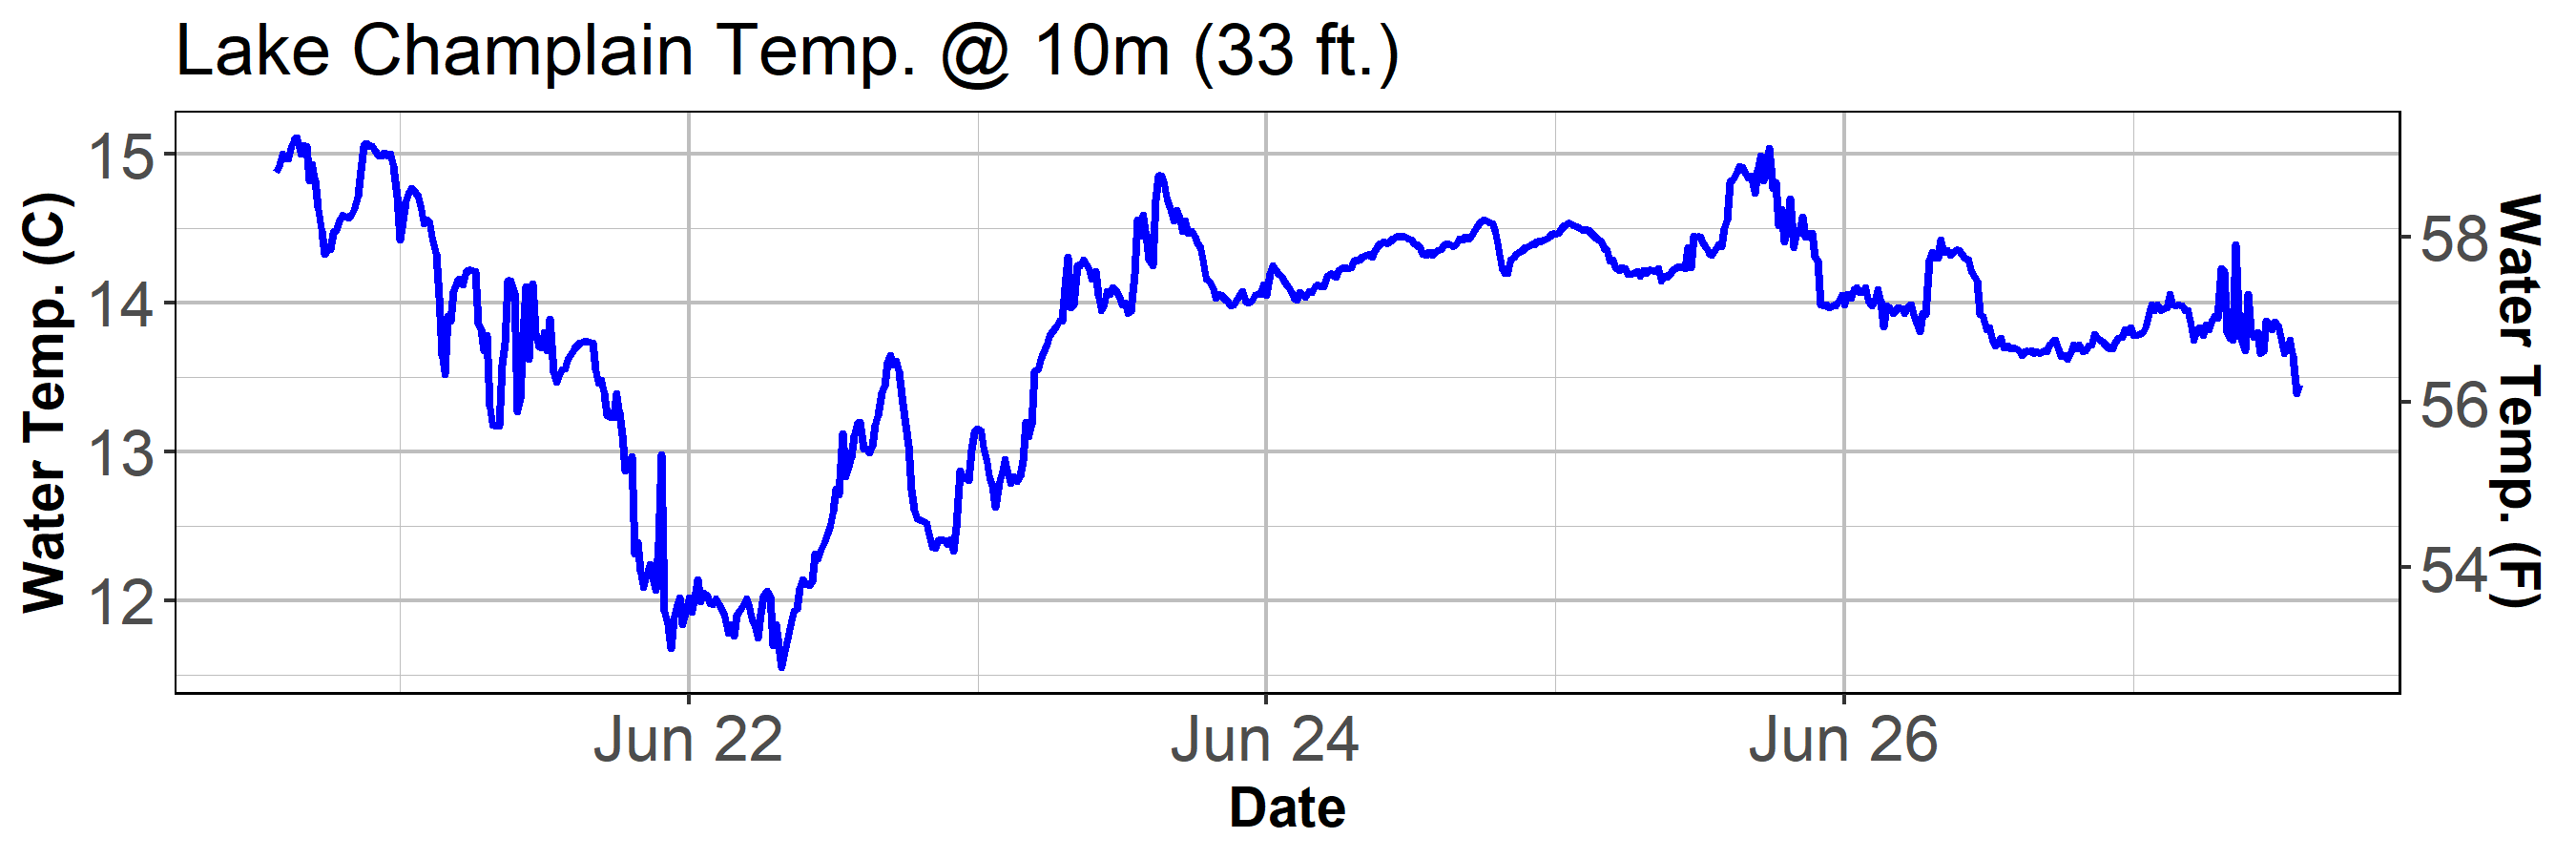 Lake Champlain Temp. @ 10m (33 ft.)
Water Temp. (C)
15
14
13
12
58
56
54
Water Temp. (F)
Jun 22
Jun 24
Jun 26
Date